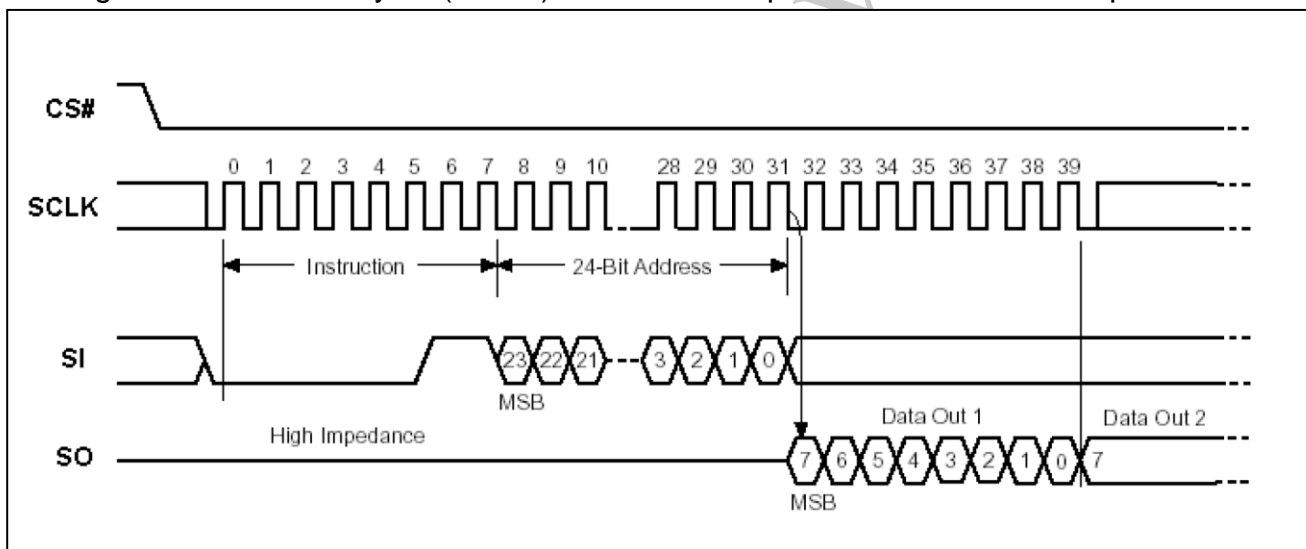 CS#
0 1 2 3 4 5 6 7 8 9 10 28 29 30 31 32 33 34 35 36 37 38 39
SCLK
Instruction 24-Bit Address
SI 23 22 21 3 2 1 0
MSB
Data Out 1 Data Out 2
High Impedance
SO 7 6 5 4 3 2 1 0 7
MSB